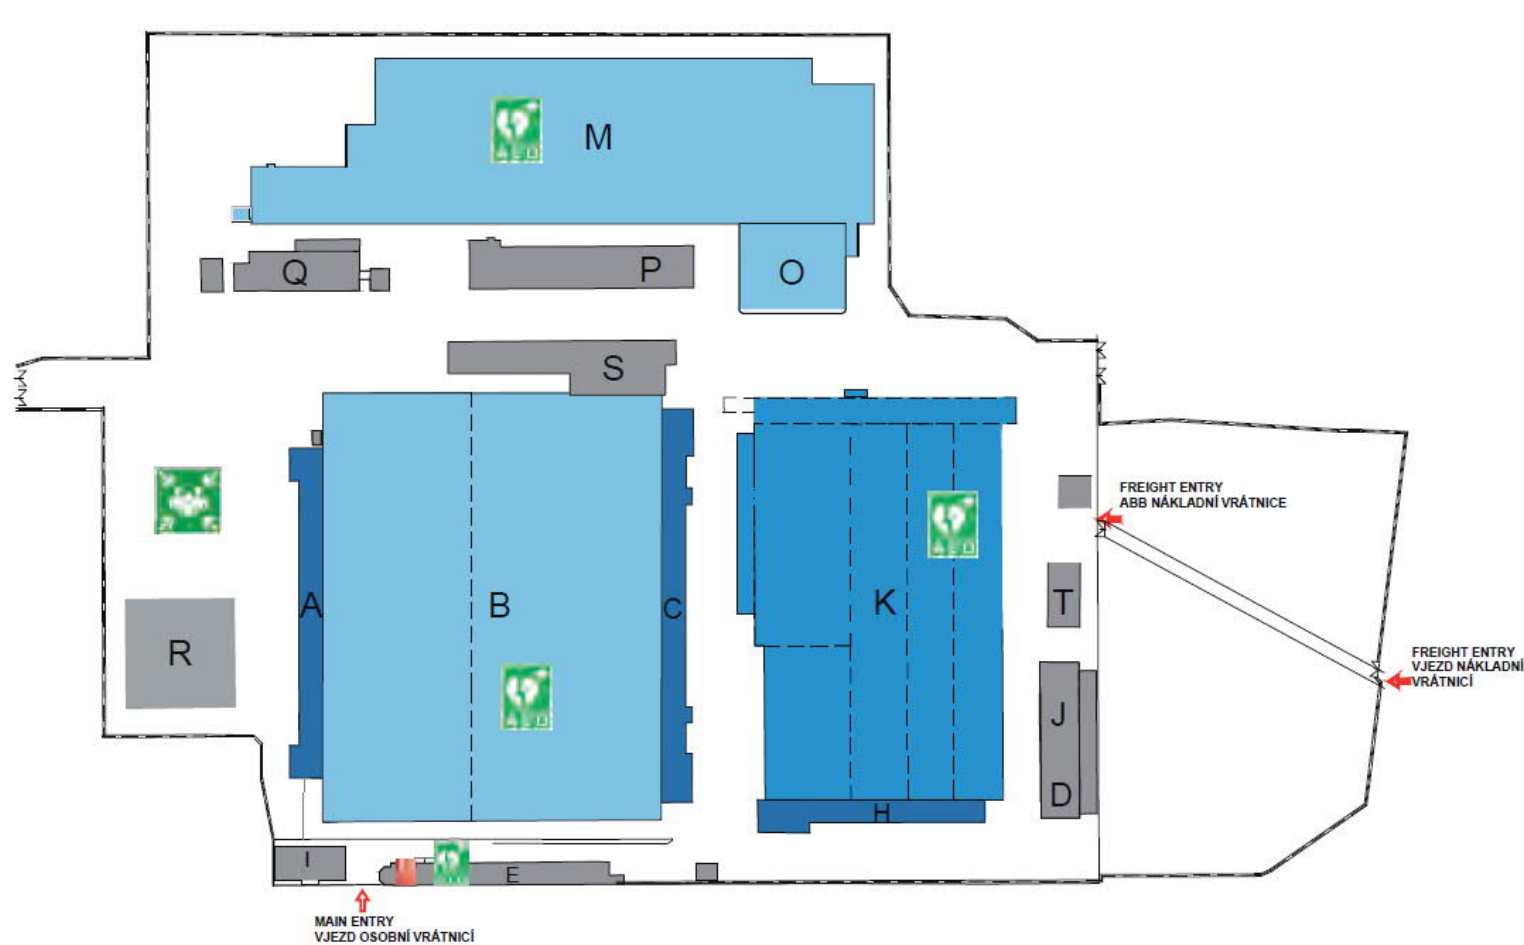 M
Q
P
O
S
FREIGHT ENTRY
ABB NÁKLADNÍ VRÁTNICE
A
B
C
K
T
R
FREIGHT ENTRY
VJEZD NÁKLADNÍ
VRÁTNICÍ
J
D
H
I
E
MAIN ENTRY
VJEZD OSOBNÍ VRÁTNICÍ